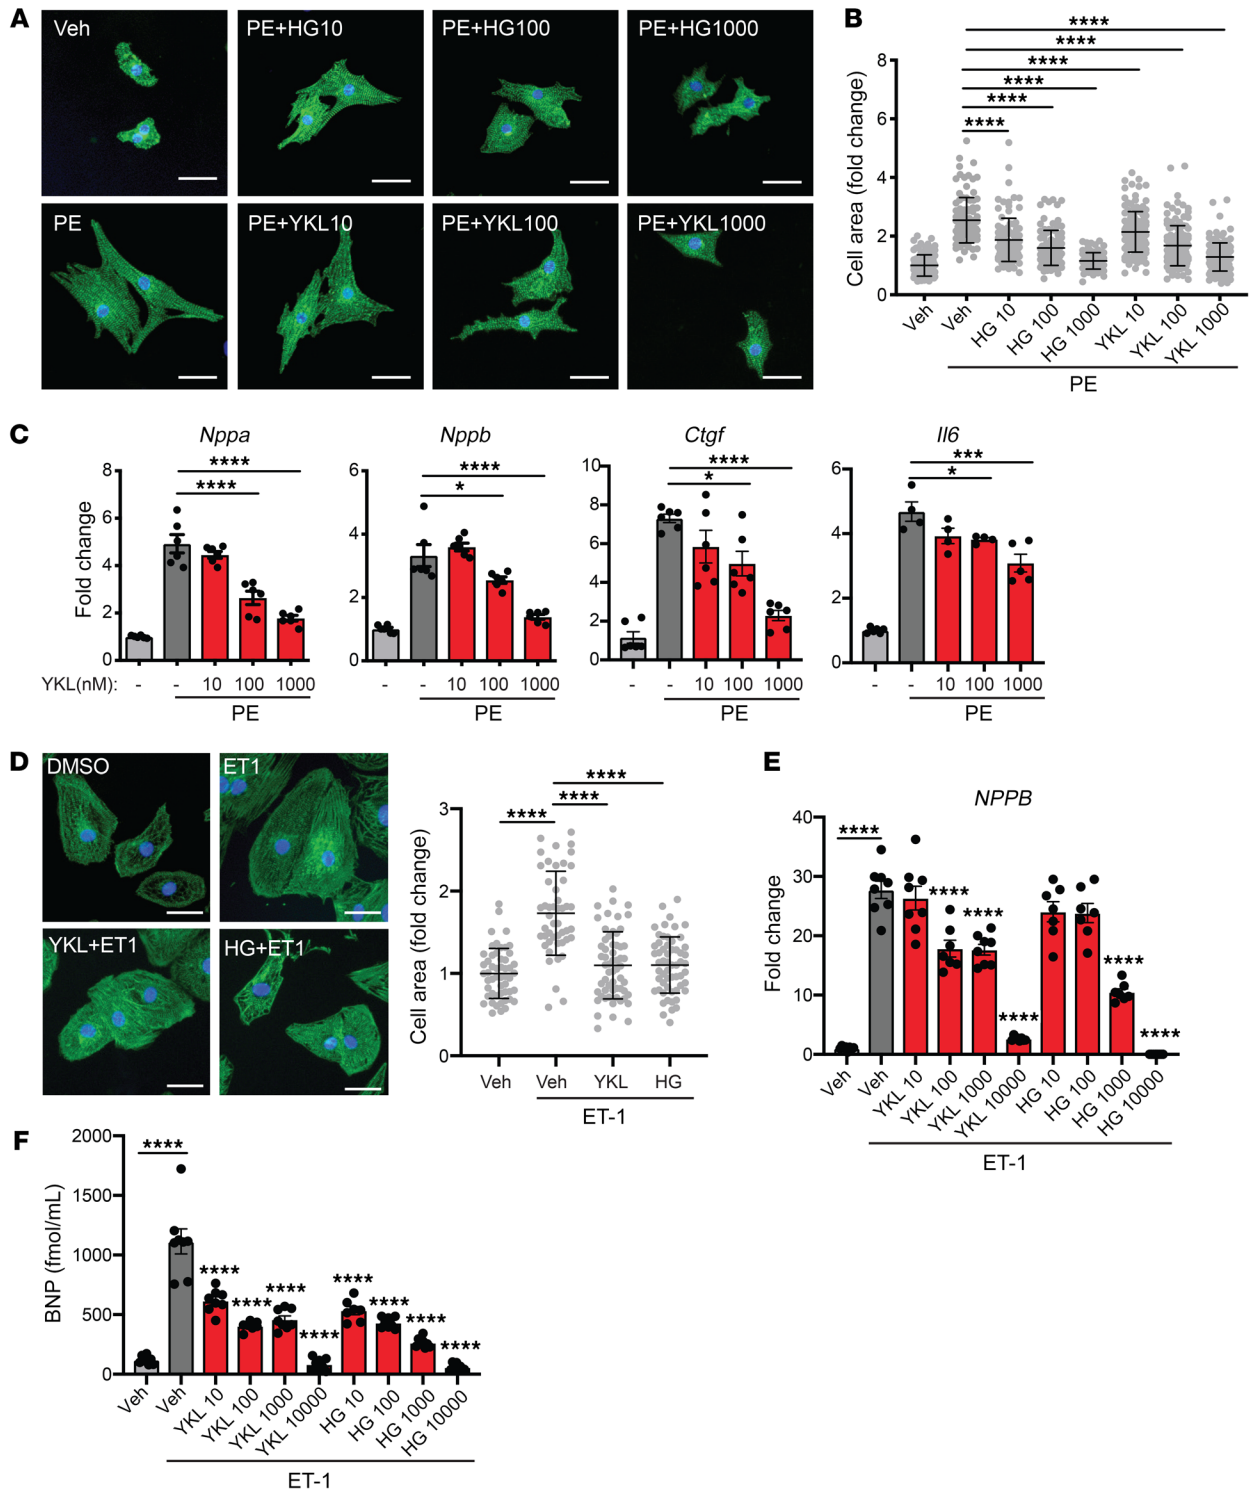 A
Veh
PE+HG10
PE+HG100
PE+HG1000
PE
PE+YKL10
PE+YKL100
PE+YKL1000
B
****
****
****
****
****
****
Cell area (fold change)
8
6
4
2
0
Veh
Veh
HG 10
HG 100
HG 1000
YKL 10
YKL 100
YKL 1000
PE
C
Nppa
****
****
Fold change
8
6
4
2
0
YKL(nM):
- - 10 100 1000
PE
Nppb
****
*
6
4
2
0
- - 10 100 1000
PE
Ctgf
****
*
10
8
6
4
2
0
- - 10 100 1000
PE
Il6
***
*
6
4
2
0
- - 10 100 1000
PE
D
DMSO
ET1
YKL+ET1
HG+ET1
****
****
****
Cell area (fold change)
3
2
1
0
Veh
Veh
YKL
HG
ET-1
E
NPPB
****
****
****
****
****
****
Fold change
40
30
20
10
0
Veh
Veh
YKL 10
YKL 100
YKL 1000
YKL 10000
HG 10
HG 100
HG 1000
HG 10000
ET-1
F
****
****
****
****
****
****
****
****
****
BNP (fmol/mL)
2000
1500
1000
500
0
Veh
Veh
YKL 10
YKL 100
YKL 1000
YKL 10000
HG 10
HG 100
HG 1000
HG 10000
ET-1